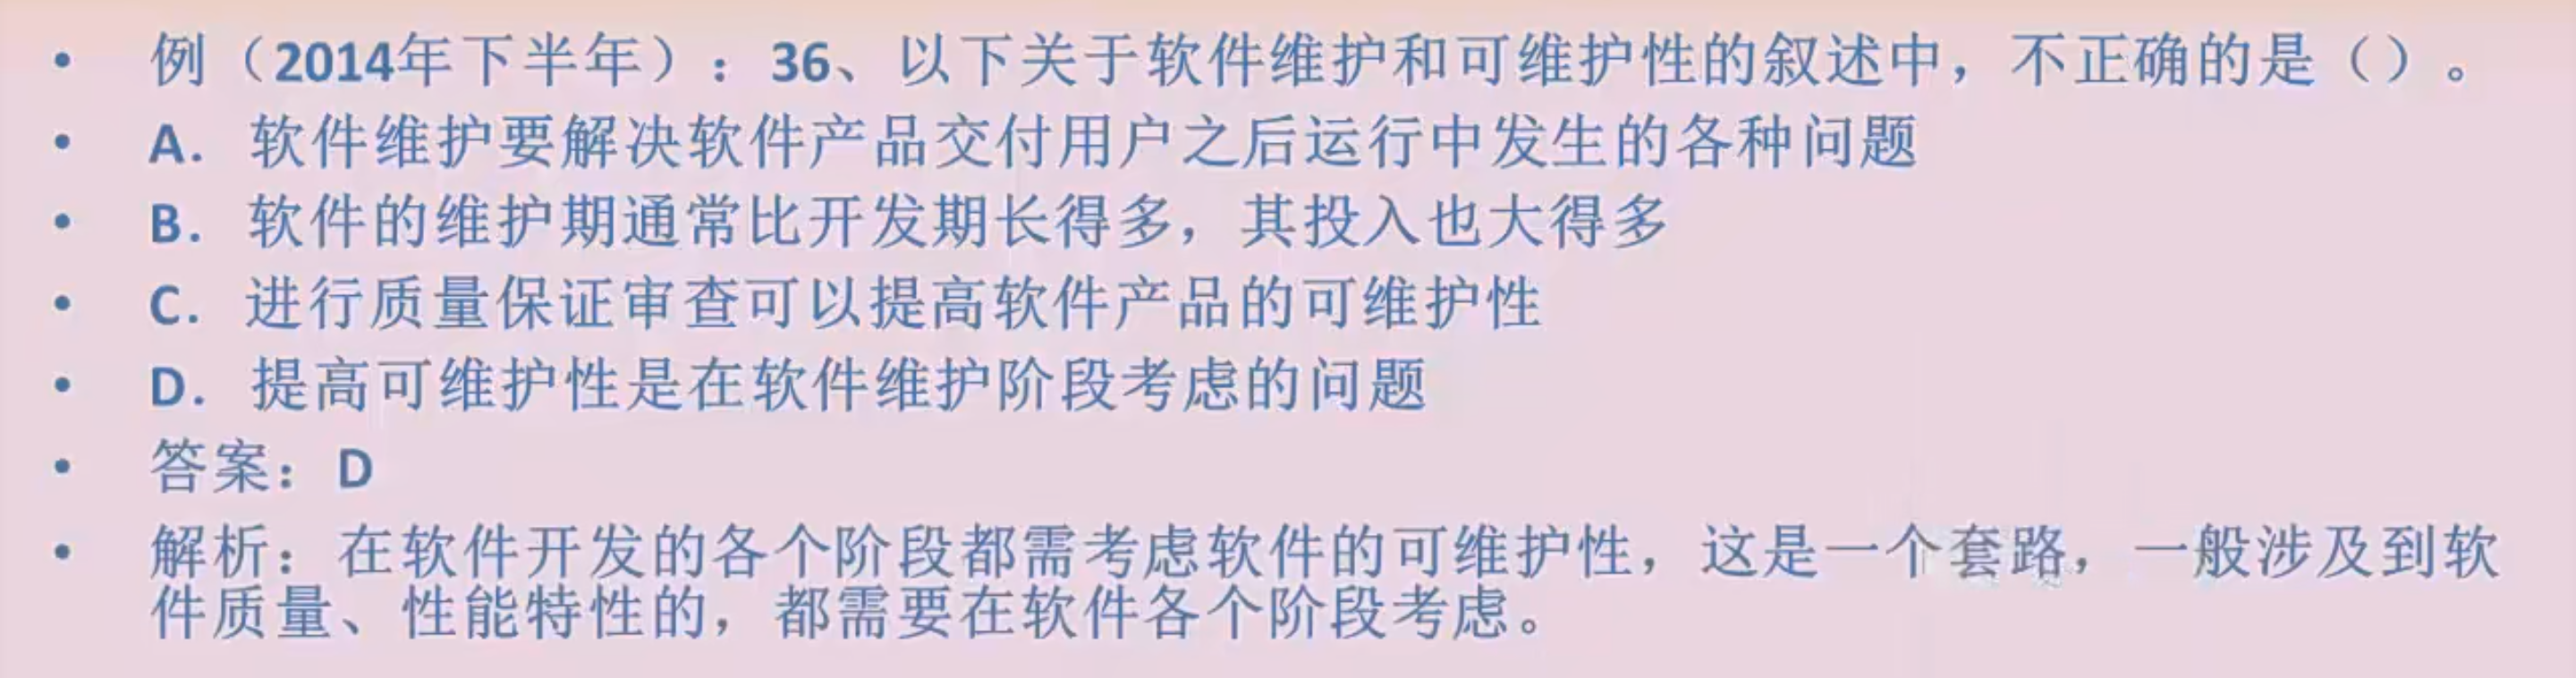 • 例（2014年下半年）：36、以下关于软件维护和可维护性的叙述中，不正确的是（）。
• A. 软件维护要解决软件产品交付用户之后运行中发生的各种问题
• B. 软件的维护期通常比开发期长得多，其投入也大得多
• C. 进行质量保证审查可以提高软件产品的可维护性
• D. 提高可维护性是在软件维护阶段考虑的问题
• 答案：D
• 解析：在软件开发的各个阶段都需考虑软件的可维护性，这是一个套路，一般涉及到软
件质量、性能特性的，都需要在软件各个阶段考虑。